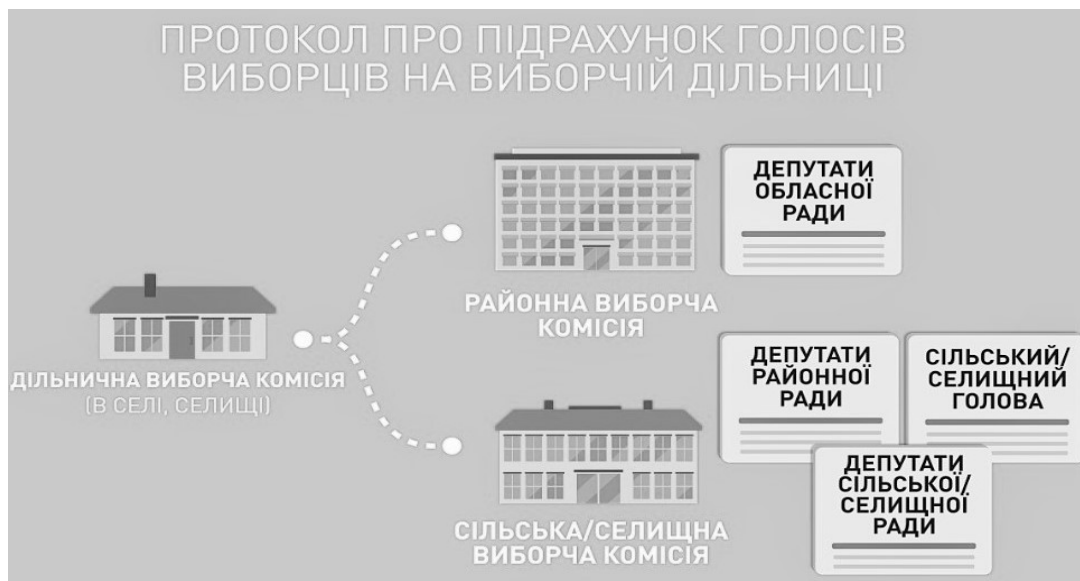 ПРОТОКОЛ ПРО ПІДРАХУНОК ГОЛОСІВ
ВИБОРЦІВ НА ВИБОРЧІЙ ДІЛЬНИЦІ
ДІЛЬНИЧНА ВИБОРЧА КОМІСІЯ
(В СЕЛІ, СЕЛИЩІ)
РАЙОННА ВИБОРЧА
КОМІСІЯ
ДЕПУТАТИ
ОБЛАСНОЇ
РАДИ
СІЛЬСЬКА/СЕЛИЩНА
ВИБОРЧА КОМІСІЯ
ДЕПУТАТИ
РАЙОННОЇ
РАДИ
СІЛЬСЬКИЙ/
СЕЛИЩНИЙ
ГОЛОВА
ДЕПУТАТИ
СІЛЬСЬКОЇ/
СЕЛИЩНОЇ
РАДИ